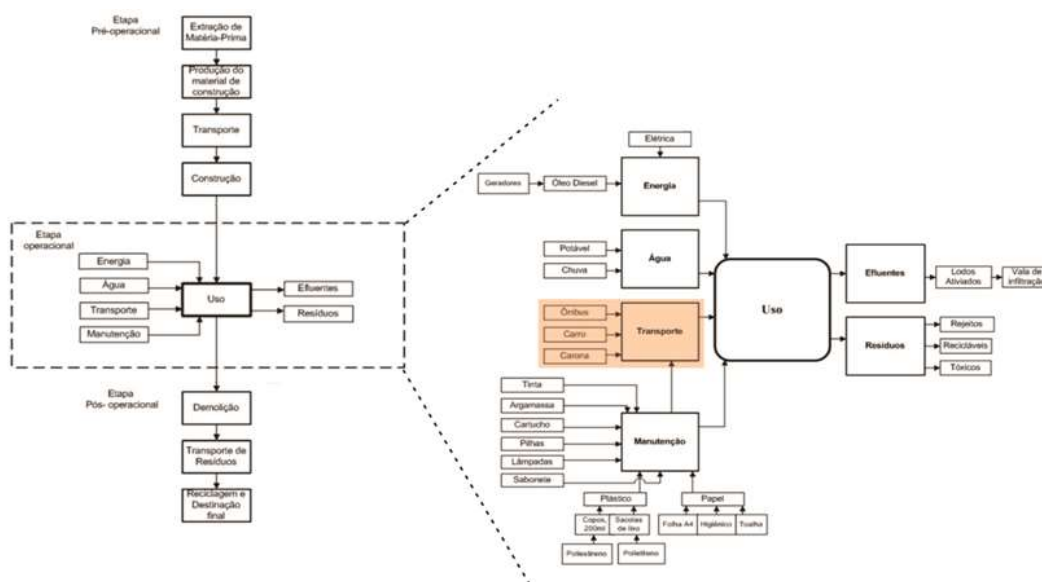 Etapa
Pré-operacional
Extração de
Matéria-Prima
Produção do
material de
construção
Transporte
Construção
Etapa
operacional
Energia
Água
Transporte
Manutenção
Uso
Efluentes
Resíduos
Etapa
Pós- operacional
Demolição
Transporte de
Resíduos
Reciclagem e
Destinação
final
Elétrica
Geradores
Óleo Diesel
Energia
Potável
Chuva
Água
Ônibus
Carro
Carona
Transporte
Uso
Efluentes
Lodos
Ativiados
Vala de
infiltração
Resíduos
Rejeitos
Recicláveis
Tóxicos
Tinta
Argamassa
Cartucho
Pilhas
Lâmpadas
Sabonete
Manutenção
Plástico
Papel
Copos,
200ml
Sacolas
de lixo
Folha A4
Higiênico
Toalha
Poliestireno
Polietileno